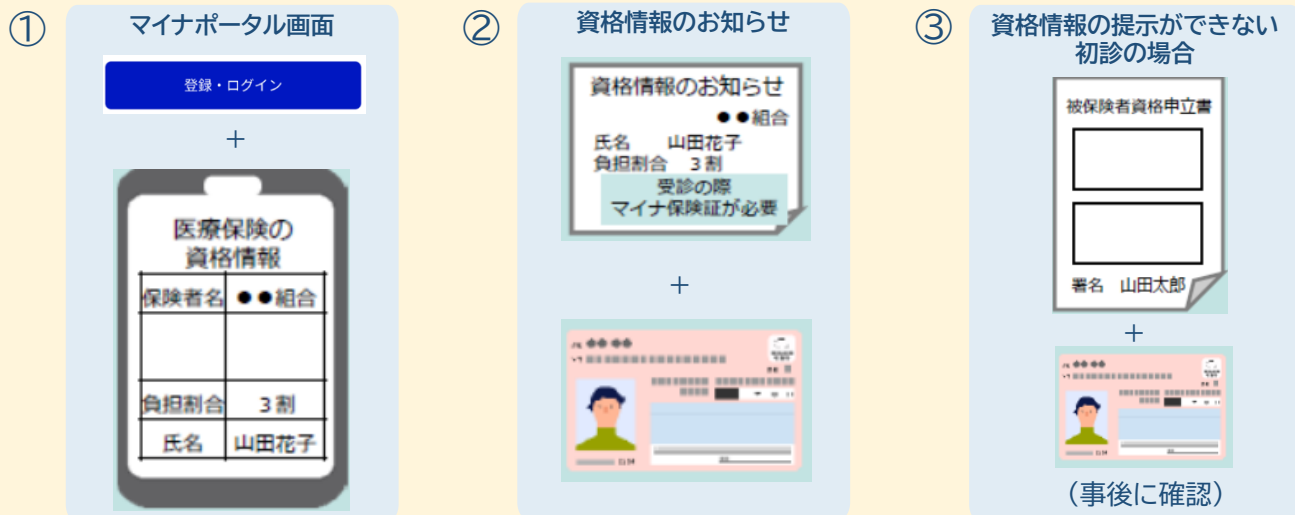 ①
マイナポータル画面
登録・ログイン
+
医療保険の
資格情報
保険者名 ●●組合
負担割合 3割
氏名 山田花子
②
資格情報のお知らせ
資格情報のお知らせ
●●組合
氏名 山田花子
負担割合 3割
受診の際
マイナ保険証が必要
+
③
資格情報の提示ができない
初診の場合
被保険者資格申立書
署名 山田太郎
+
（事後に確認）